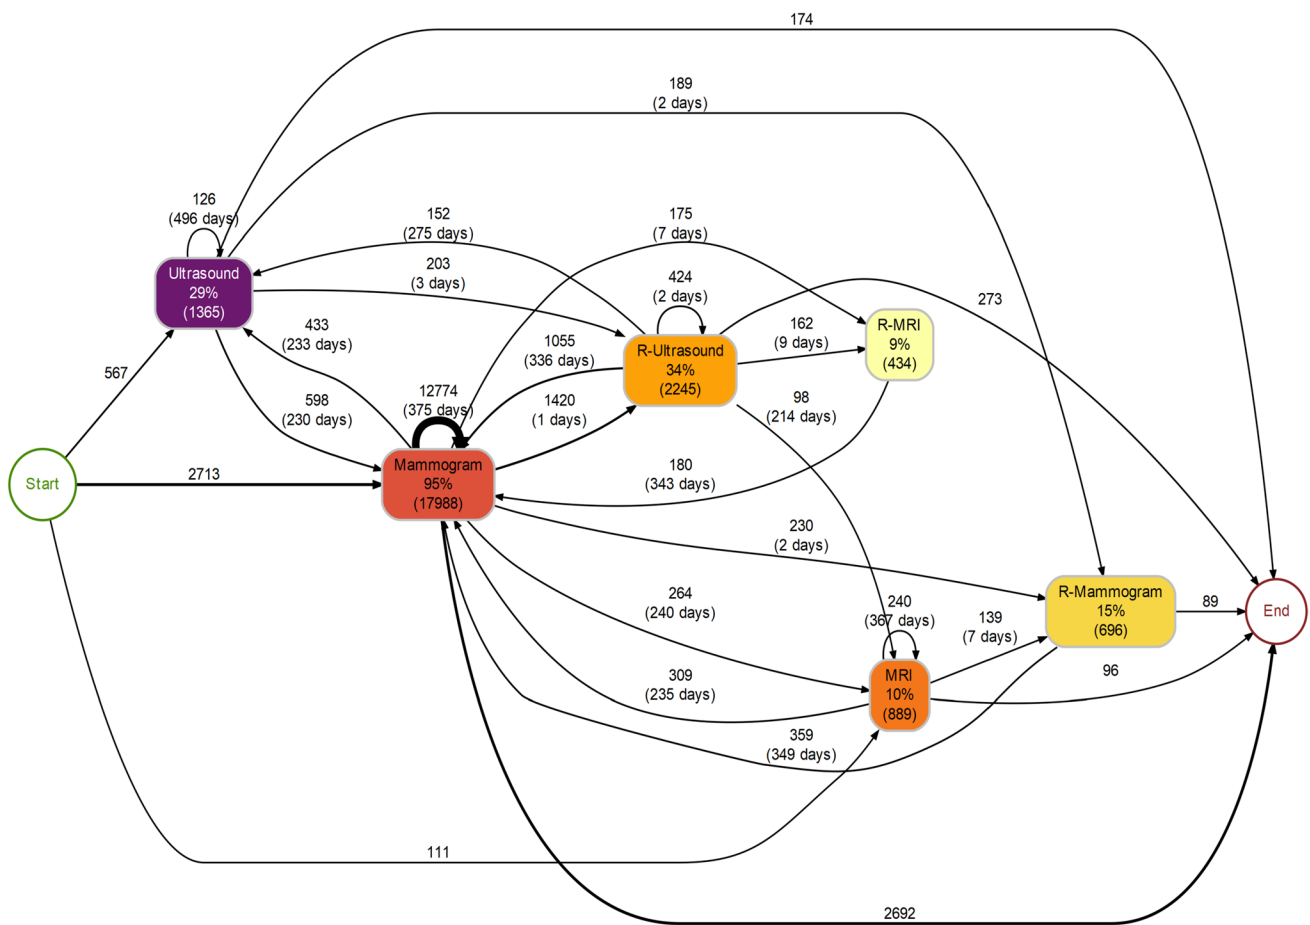 174
189
(2 days)
126
(496 days)
152
(275 days)
175
(7 days)
Ultrasound
29%
(1365)
203
(3 days)
424
(2 days)
273
433
(233 days)
1055
(336 days)
R-Ultrasound
34%
(2245)
162
(9 days)
R-MRI
9%
(434)
567
598
(230 days)
12774
(375 days)
1420
(1 days)
98
(214 days)
Start
2713
Mammogram
95%
(17988)
180
(343 days)
230
(2 days)
264
(240 days)
240
(367 days)
139
(7 days)
R-Mammogram
15%
(696)
89
End
309
(235 days)
MRI
10%
(889)
96
359
(349 days)
111
2692